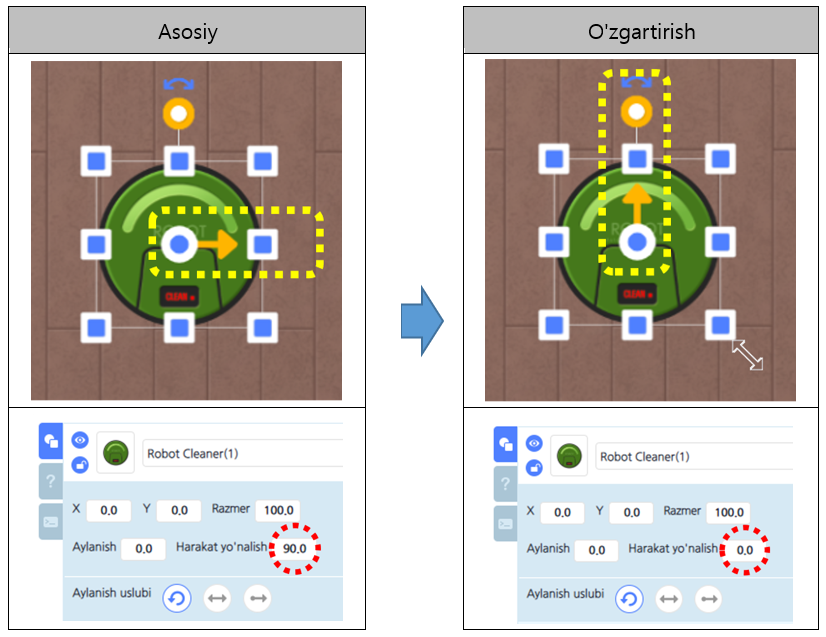 Asosiy
O'zgartirish
ROBOT
CLEAN
ROBOT
CLEAN
Robot Cleaner(1)
X 0,0 Y 0,0 Razmer 100,0
Aylanish 0,0 Harakat yo'nalish 90,0
Aylanish uslubi
Robot Cleaner(1)
X 0,0 Y 0,0 Razmer 100,0
Aylanish 0,0 Harakat yo'nalish 0,0
Aylanish uslubi